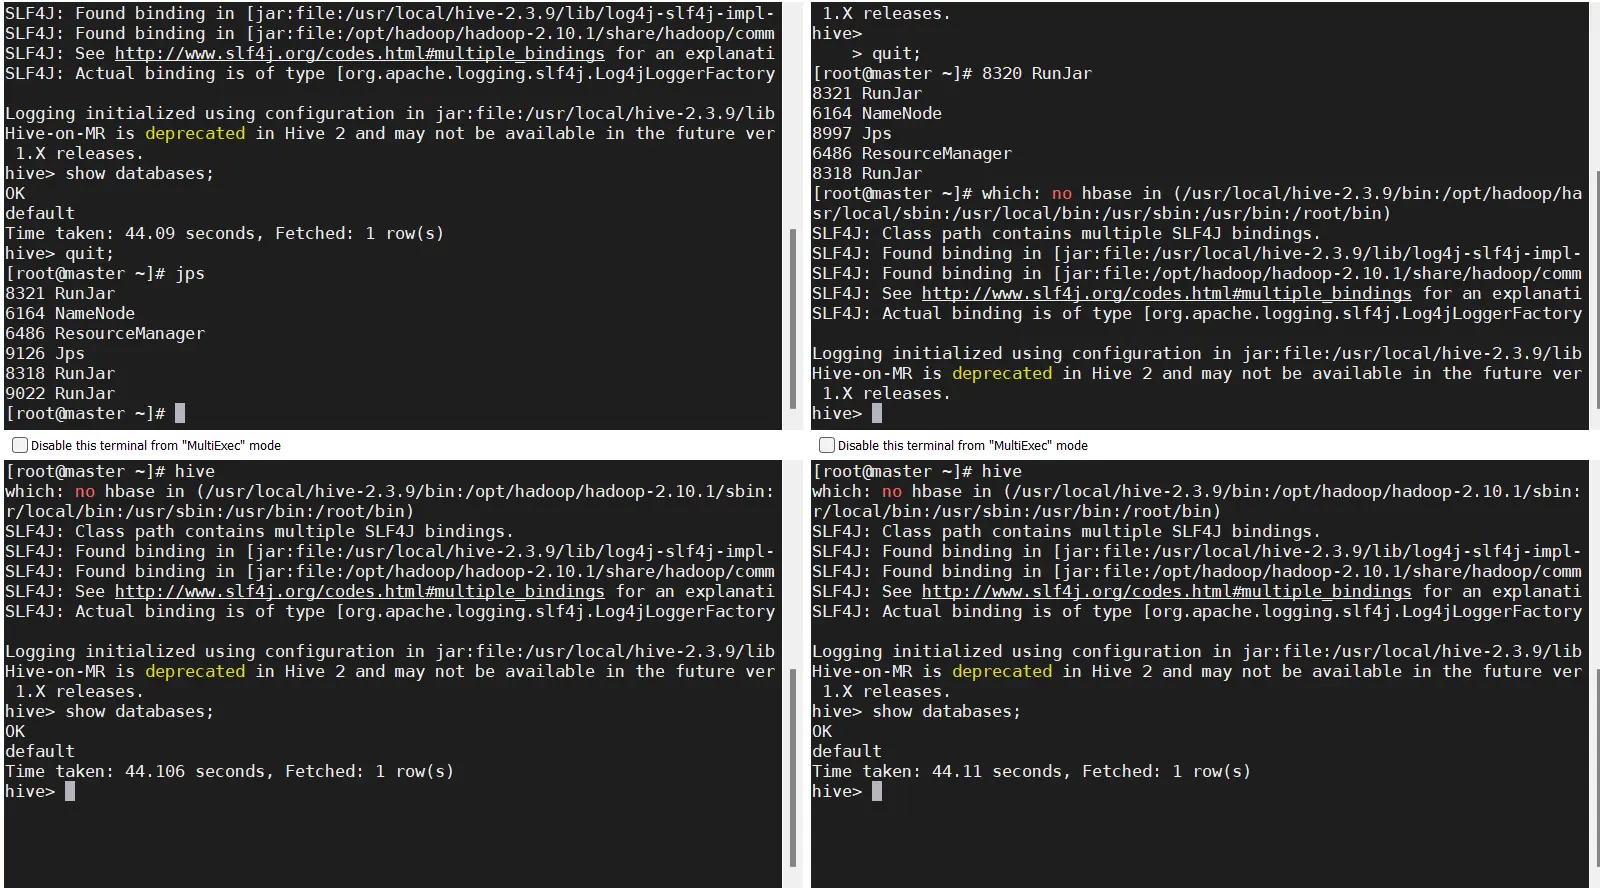 SLF4J: Found binding in [jar:file:/usr/local/hive-2.3.9/lib/log4j-slf4j-impl-
SLF4J: Found binding in [jar:file:/opt/hadoop/hadoop-2.10.1/share/hadoop/comm
SLF4J: See http://www.slf4j.org/codes.html#multiple_bindings for an explanati
SLF4J: Actual binding is of type [org.apache.logging.slf4j.Log4jLoggerFactory
Logging initialized using configuration in jar:file:/usr/local/hive-2.3.9/lib
Hive-on-MR is deprecated in Hive 2 and may not be available in the future ver
1.X releases.
hive> show databases;
OK
default
Time taken: 44.09 seconds, Fetched: 1 row(s)
hive> quit;
[root@master ~]# jps
8321 RunJar
6164 NameNode
6486 ResourceManager
9126 Jps
8318 RunJar
9022 RunJar
[root@master ~]#
1.X releases.
hive>
> quit;
[root@master ~]# 8320 RunJar
8321 RunJar
6164 NameNode
8997 Jps
6486 ResourceManager
8318 RunJar
[root@master ~]# which: no hbase in (/usr/local/hive-2.3.9/bin:/opt/hadoop/ha
sr/local/sbin:/usr/local/bin:/usr/sbin:/usr/bin:/root/bin)
SLF4J: Class path contains multiple SLF4J bindings.
SLF4J: Found binding in [jar:file:/usr/local/hive-2.3.9/lib/log4j-slf4j-impl-
SLF4J: Found binding in [jar:file:/opt/hadoop/hadoop-2.10.1/share/hadoop/comm
SLF4J: See http://www.slf4j.org/codes.html#multiple_bindings for an explanati
SLF4J: Actual binding is of type [org.apache.logging.slf4j.Log4jLoggerFactory
Logging initialized using configuration in jar:file:/usr/local/hive-2.3.9/lib
Hive-on-MR is deprecated in Hive 2 and may not be available in the future ver
1.X releases.
hive>
Disable this terminal from "MultiExec" mode
Disable this terminal from "MultiExec" mode
[root@master ~]# hive
which: no hbase in (/usr/local/hive-2.3.9/bin:/opt/hadoop/hadoop-2.10.1/sbin:
r/local/bin:/usr/sbin:/usr/bin:/root/bin)
SLF4J: Class path contains multiple SLF4J bindings.
SLF4J: Found binding in [jar:file:/usr/local/hive-2.3.9/lib/log4j-slf4j-impl-
SLF4J: Found binding in [jar:file:/opt/hadoop/hadoop-2.10.1/share/hadoop/comm
SLF4J: See http://www.slf4j.org/codes.html#multiple_bindings for an explanati
SLF4J: Actual binding is of type [org.apache.logging.slf4j.Log4jLoggerFactory
Logging initialized using configuration in jar:file:/usr/local/hive-2.3.9/lib
Hive-on-MR is deprecated in Hive 2 and may not be available in the future ver
1.X releases.
hive> show databases;
OK
default
Time taken: 44.106 seconds, Fetched: 1 row(s)
hive>
[root@master ~]# hive
which: no hbase in (/usr/local/hive-2.3.9/bin:/opt/hadoop/hadoop-2.10.1/sbin:
r/local/bin:/usr/sbin:/usr/bin:/root/bin)
SLF4J: Class path contains multiple SLF4J bindings.
SLF4J: Found binding in [jar:file:/usr/local/hive-2.3.9/lib/log4j-slf4j-impl-
SLF4J: Found binding in [jar:file:/opt/hadoop/hadoop-2.10.1/share/hadoop/comm
SLF4J: See http://www.slf4j.org/codes.html#multiple_bindings for an explanati
SLF4J: Actual binding is of type [org.apache.logging.slf4j.Log4jLoggerFactory
Logging initialized using configuration in jar:file:/usr/local/hive-2.3.9/lib
Hive-on-MR is deprecated in Hive 2 and may not be available in the future ver
1.X releases.
hive> show databases;
OK
default
Time taken: 44.11 seconds, Fetched: 1 row(s)
hive>